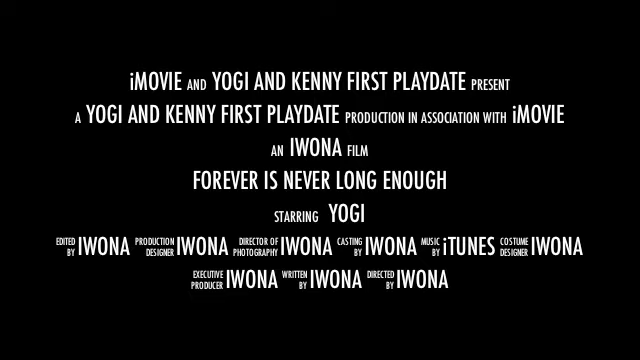 iMOVIE AND YOGI AND KENNY FIRST PLAYDATE PRESENT
A YOGI AND KENNY FIRST PLAYDATE PRODUCTION IN ASSOCIATION WITH iMOVIE
AN IWONA FILM
FOREVER IS NEVER LONG ENOUGH
STARRING YOGI
EDITED BY IWONA PRODUCTION DESIGNER IWONA DIRECTOR OF PHOTOGRAPHY IWONA CASTING BY IWONA MUSIC BY iTUNES COSTUME DESIGNER IWONA
EXECUTIVE PRODUCER IWONA WRITTEN BY IWONA DIRECTED BY IWONA